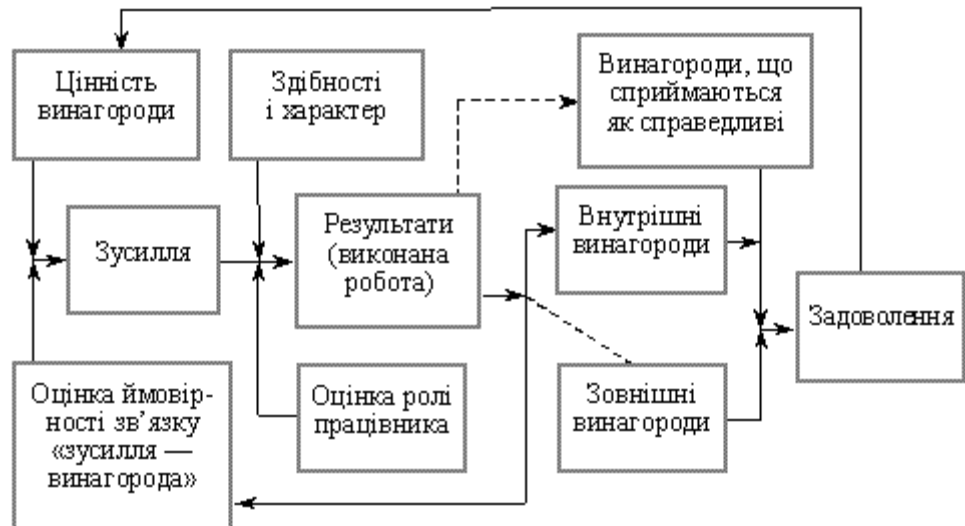 Цінність
винагороди
Здібності
і характер
Винагороди, що
сприймаються
як справедливі
Зусилля
Результати
(виконана
робота)
Внутрішні
винагороди
Задоволення
Оцінка ймовір-
ності зв’язку
«зусилля —
винагорода»
Оцінка ролі
працівника
Зовнішні
винагороди